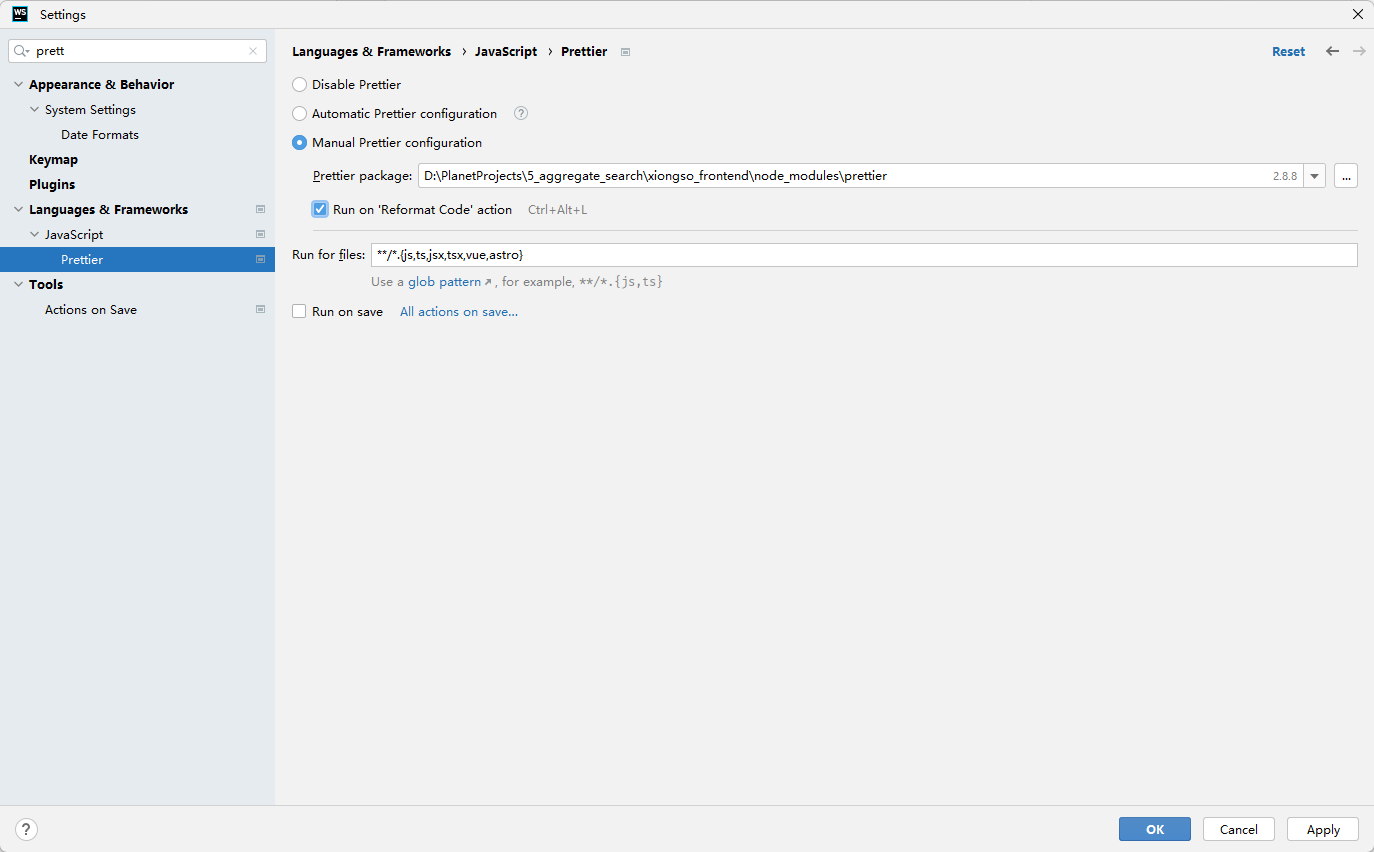 WS Settings
prett
Appearance & Behavior
System Settings
Date Formats
Keymap
Plugins
Languages & Frameworks
JavaScript
Prettier
Tools
Actions on Save
Languages & Frameworks › JavaScript › Prettier
Reset
Disable Prettier
Automatic Prettier configuration ?
Manual Prettier configuration
Prettier package: D:\PlanetProjects\5_aggregate_search\xiongso_frontend\node_modules\prettier 2.8.8 ...
Run on 'Reformat Code' action Ctrl+Alt+L
Run for files: **/*.{js,ts,jsx,tsx,vue,astro}
Use a glob pattern↗, for example, **/*.{js,ts}
Run on save All actions on save...
? OK Cancel Apply